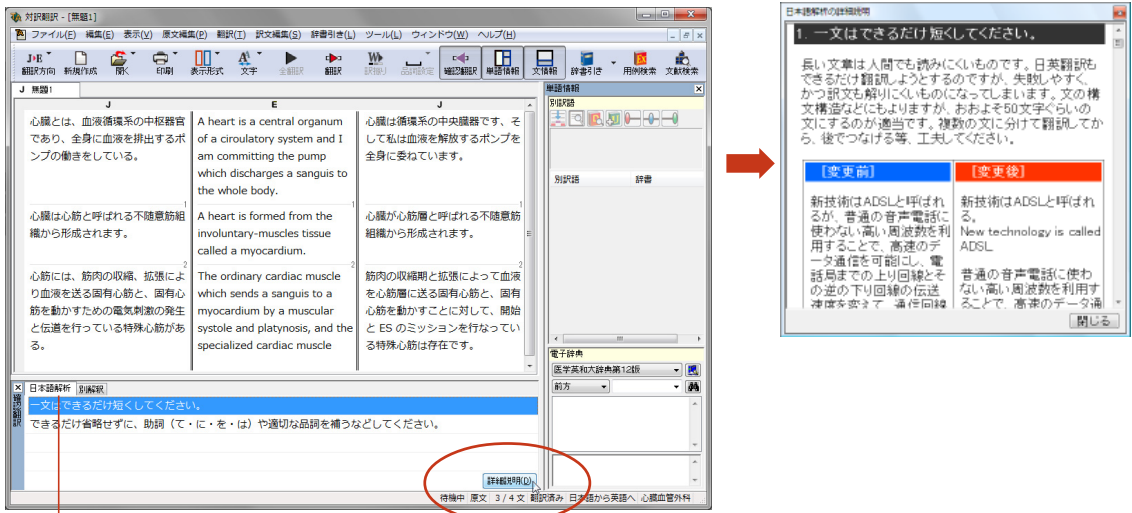 対訳翻訳 - [無題1]
ファイル(F) 編集(E) 表示(V) 原文編集(P) 翻訳(T) 訳文編集(S) 辞書引き(L) ツール(L) ウィンドウ(W) ヘルプ(H)
翻訳方向 新規作成 開く 印刷 表示形式 文字 全翻訳 翻訳 訳振り 品詞設定 確認翻訳 単語情報 文情報 辞書引き 用例検索 文献検索
J 無題1
J E J
心臓とは、血液循環系の中枢器官であり、全身に血液を排出するポンプの働きをしている。
A heart is a central organum
of a ciroulatory system and I
am committing the pump
which discharges a sanguis to
the whole body.
心臓は循環系の中央臓器です、そ
して私は血液を解放するポンプを
全身に委ねています。
1 1
心臓は心筋と呼ばれる不随意筋組
織から形成されます。
A heart is formed from the
involuntary-muscles tissue
called a myocardium.
心臓が心筋層と呼ばれる不随意筋
組織から形成されます。
2 2
心筋には、筋肉の収縮、拡張によ
り血液を送る固有心筋と、固有心
筋を動かすための電気刺激の発生
と伝道を行っている特殊心筋があ
る。
The ordinary cardiac muscle
which sends a sanguis to a
myocardium by a muscular
systole and platynosis, and the
specialized cardiac muscle
筋肉の収縮期と拡張によって血液
を心筋層に送る固有心筋と、固有
心筋を動かすことに対して、開始
と ES のミッションを行なってい
る特殊心筋は存在です。
単語情報
別訳語
別訳語 辞書
電子辞典
医学英和大辞典第12版
前方
確認翻訳
日本語解析 別解釈
一文はできるだけ短くしてください。
できるだけ省略せずに、助詞（て・に・を・は）や適切な品詞を補うなどしてください。
詳細説明(D)
待機中 原文 3 / 4 文 翻訳済み 日本語から英語へ 心臓血管外科
日本語解析の詳細説明
1. 一文はできるだけ短くしてください。
長い文章は人間でも読みに
くいものです。日英翻訳も
できるだけ翻訳しようとする
のですが、失敗しやすく、
かつ訳文も解りにくいもの
になってしまいます。文の構
文構造などにもよりますが、おおよそ50文字ぐらいの
文にするのが適当です。複数の文に分けて翻訳してか
ら、後でつなげる等、工夫してください。
［変更前］ ［変更後］
新技術はADSLと呼ばれ
るが、普通の音声電話に
使わない高い周波数を利
用することで、高速のデ
ータ通信を可能にし、電
話局までの上り回線とそ
の逆の下り回線の伝送
速度を変えて、通信回線
新技術はADSLと呼ばれ
る。
New technology is called
ADSL
普通の音声電話に使わ
ない高い周波数を利用す
ることで、高速のデータ通
閉じる